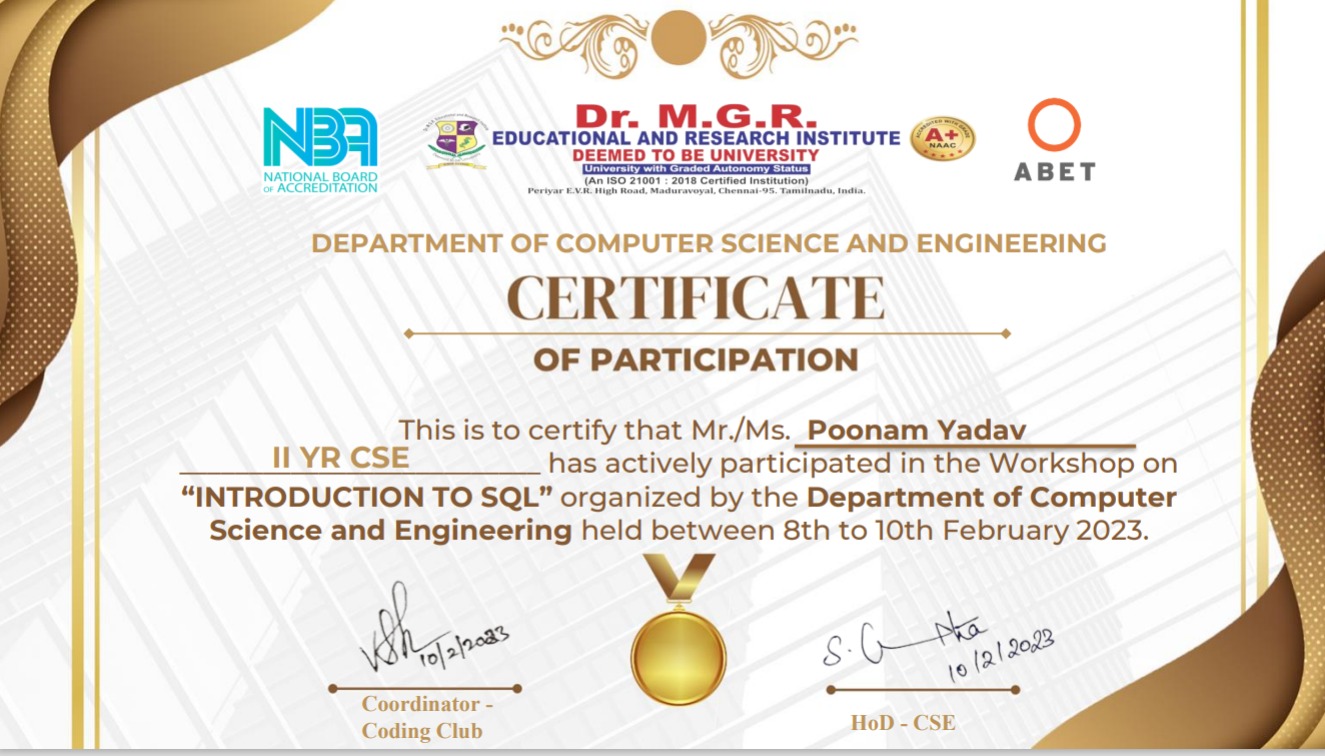 NBA
NATIONAL BOARD
OF ACCREDITATION
Dr. M.G.R.
EDUCATIONAL AND RESEARCH INSTITUTE
DEEMED TO BE UNIVERSITY
University with Graded Autonomy Status
(An ISO 21001 : 2018 Certified Institution)
Periyar E.V.R. High Road, Maduravoyal, Chennai-95. Tamilnadu, India.
ACCREDITED WITH GRADE
A+
NAAC
ABET
DEPARTMENT OF COMPUTER SCIENCE AND ENGINEERING
CERTIFICATE
OF PARTICIPATION
This is to certify that Mr./Ms. Poonam Yadav
II YR CSE has actively participated in the Workshop on
“INTRODUCTION TO SQL” organized by the Department of Computer
Science and Engineering held between 8th to 10th February 2023.
10/2/2023
S. 
10/2/2023
Coordinator -
Coding Club
HoD - CSE